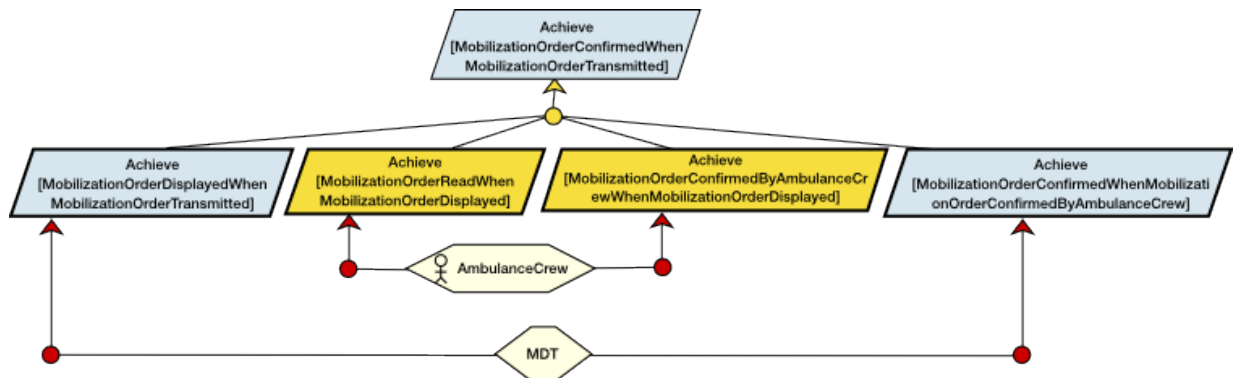 Achieve
[MobilizationOrderConfirmedWhen
MobilizationOrderTransmitted]
Achieve
[MobilizationOrderDisplayedWhen
MobilizationOrderTransmitted]
Achieve
[MobilizationOrderReadWhen
MobilizationOrderDisplayed]
Achieve
[MobilizationOrderConfirmedByAmbulanceCr
ewWhenMobilizationOrderDisplayed]
Achieve
[MobilizationOrderConfirmedWhenMobilizati
onOrderConfirmedByAmbulanceCrew]
AmbulanceCrew
MDT